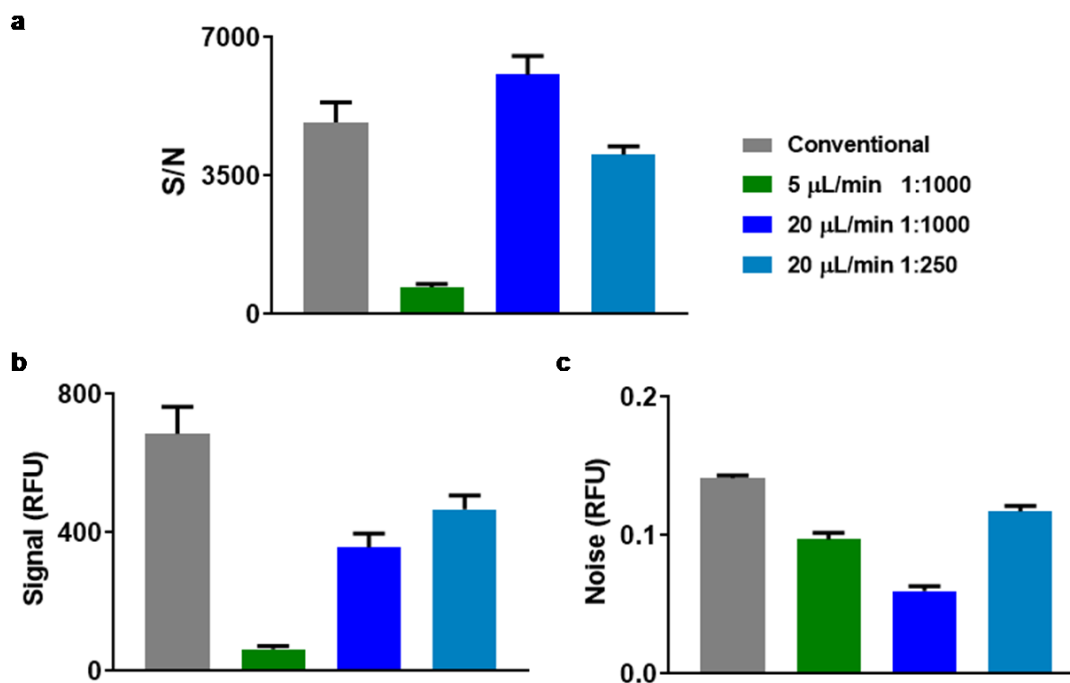 a
7000
3500
0
S/N
Conventional
5 μL/min 1:1000
20 μL/min 1:1000
20 μL/min 1:250
b
800
400
0
Signal (RFU)
c
0.2
0.1
0.0
Noise (RFU)